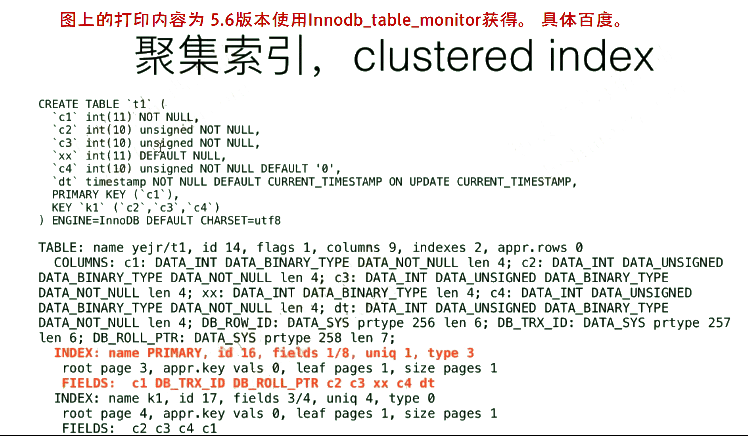 图上的打印内容为 5.6版本使用Innodb_table_monitor获得。 具体百度。
聚集索引，clustered index
CREATE TABLE `t1` (
`c1` int(11) NOT NULL,
`c2` int(10) unsigned NOT NULL,
`c3` int(10) unsigned NOT NULL,
`xx` int(11) DEFAULT NULL,
`c4` int(10) unsigned NOT NULL DEFAULT '0',
`dt` timestamp NOT NULL DEFAULT CURRENT_TIMESTAMP ON UPDATE CURRENT_TIMESTAMP,
PRIMARY KEY (`c1`),
KEY `k1` (`c2`,`c3`,`c4`)
) ENGINE=InnoDB DEFAULT CHARSET=utf8
TABLE: name yejr/t1, id 14, flags 1, columns 9, indexes 2, appr.rows 0
COLUMNS: c1: DATA_INT DATA_BINARY_TYPE DATA_NOT_NULL len 4; c2: DATA_INT DATA_UNSIGNED
DATA_BINARY_TYPE DATA_NOT_NULL len 4; c3: DATA_INT DATA_UNSIGNED DATA_BINARY_TYPE
DATA_NOT_NULL len 4; xx: DATA_INT DATA_BINARY_TYPE len 4; c4: DATA_INT DATA_UNSIGNED
DATA_BINARY_TYPE DATA_NOT_NULL len 4; dt: DATA_INT DATA_UNSIGNED DATA_BINARY_TYPE
DATA_NOT_NULL len 4; DB_ROW_ID: DATA_SYS prtype 256 len 6; DB_TRX_ID: DATA_SYS prtype 257
len 6; DB_ROLL_PTR: DATA_SYS prtype 258 len 7;
INDEX: name PRIMARY, id 16, fields 1/8, uniq 1, type 3
root page 3, appr.key vals 0, leaf pages 1, size pages 1
FIELDS: c1 DB_TRX_ID DB_ROLL_PTR c2 c3 xx c4 dt
INDEX: name k1, id 17, fields 3/4, uniq 4, type 0
root page 4, appr.key vals 0, leaf pages 1, size pages 1
FIELDS: c2 c3 c4 c1